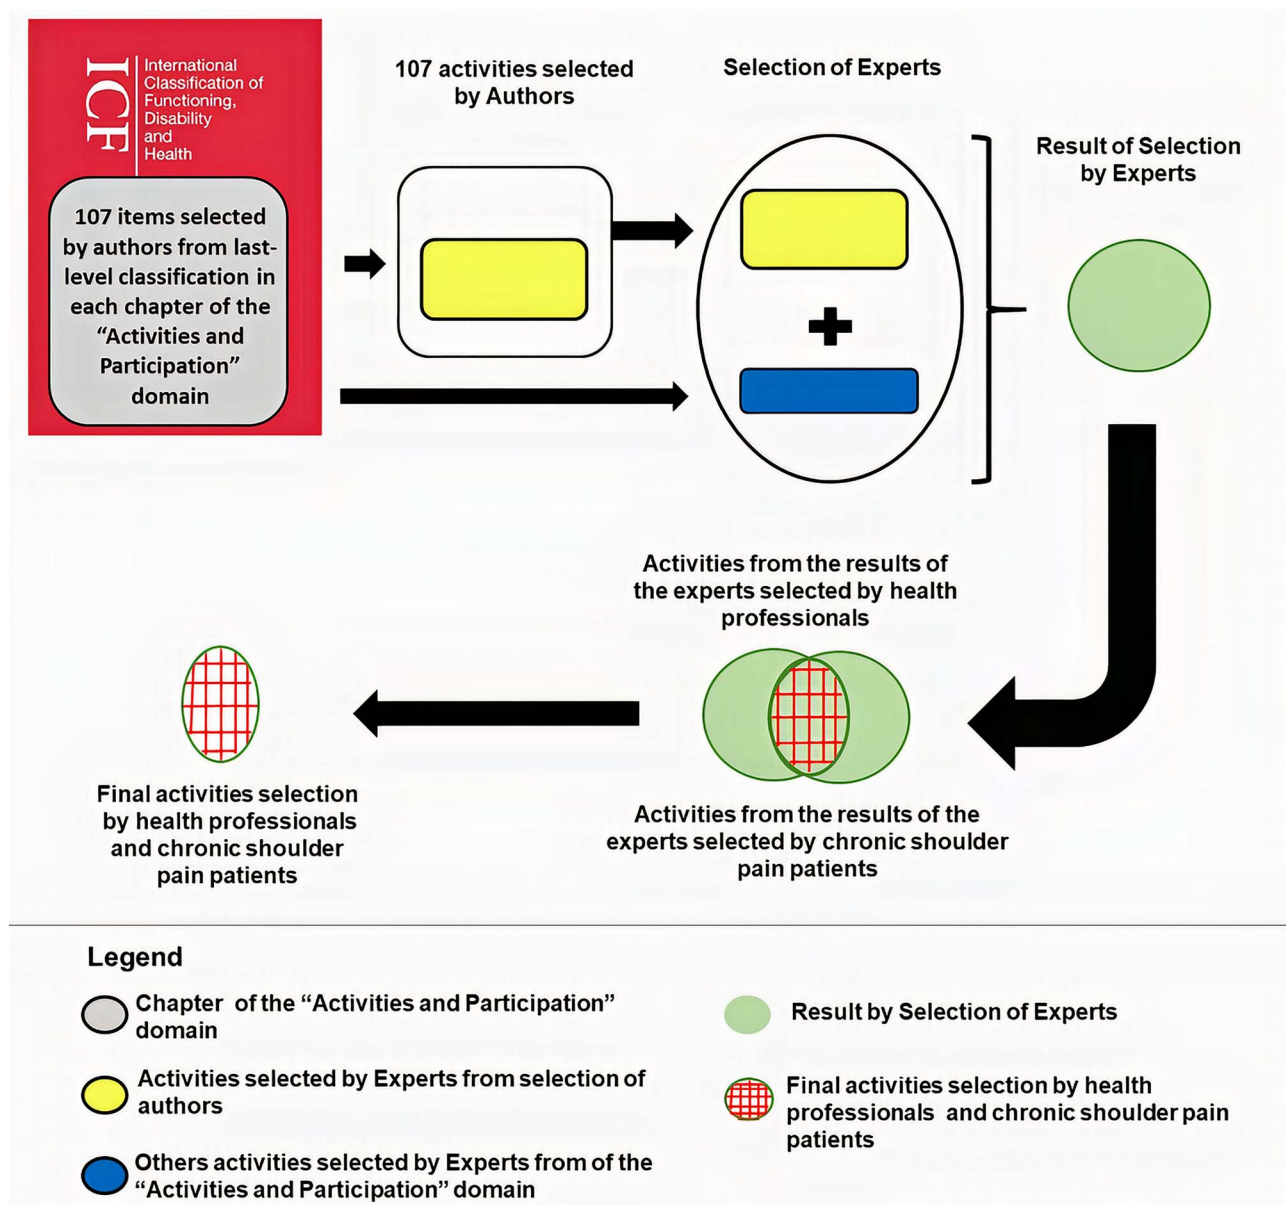 ICF
International
Classification of
Functioning,
Disability
and
Health
107 items selected
by authors from last-
level classification in
each chapter of the
“Activities and
Participation”
domain
107 activities selected
by Authors
Selection of Experts
Result of Selection
by Experts
Activities from the results of
the experts selected by health
professionals
Activities from the results of the
experts selected by chronic shoulder
pain patients
Final activities selection
by health professionals
and chronic shoulder
pain patients
Legend
Chapter of the “Activities and Participation”
domain
Activities selected by Experts from selection of
authors
Others activities selected by Experts from of the
“Activities and Participation” domain
Result by Selection of Experts
Final activities selection by health
professionals and chronic shoulder pain
patients